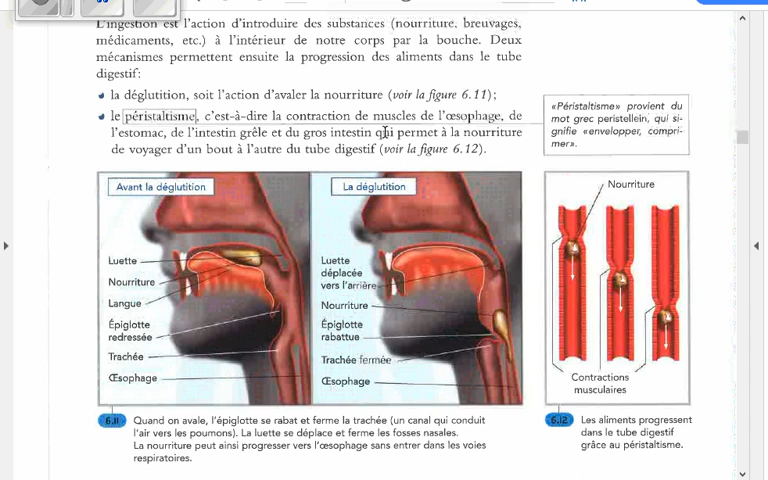 L'ingestion est l'action d'introduire des substances (nourriture, breuvages,
médicaments, etc.) à l'intérieur de notre corps par la bouche. Deux
mécanismes permettent ensuite la progression des aliments dans le tube
digestif:
la déglutition, soit l'action d'avaler la nourriture (voir la figure 6.11);
le péristaltisme, c'est-à-dire la contraction de muscles de l'œsophage, de
l'estomac, de l'intestin grêle et du gros intestin qui permet à la nourriture
de voyager d'un bout à l'autre du tube digestif (voir la figure 6.12).
«Péristaltisme» provient du
mot grec peristellein, qui si-
gnifie «envelopper, compri-
mer».
Avant la déglutition
Luette
Nourriture
Langue
Épiglotte
redressée
Trachée
Œsophage
La déglutition
Luette
déplacée
vers l'arrière
Nourriture
Épiglotte
rabattue
Trachée fermée
Œsophage
Nourriture
Contractions
musculaires
6.11 Quand on avale, l'épiglotte se rabat et ferme la trachée (un canal qui conduit
l'air vers les poumons). La luette se déplace et ferme les fosses nasales.
La nourriture peut ainsi progresser vers l'œsophage sans entrer dans les voies
respiratoires.
6.12 Les aliments progressent
dans le tube digestif
grâce au péristaltisme.